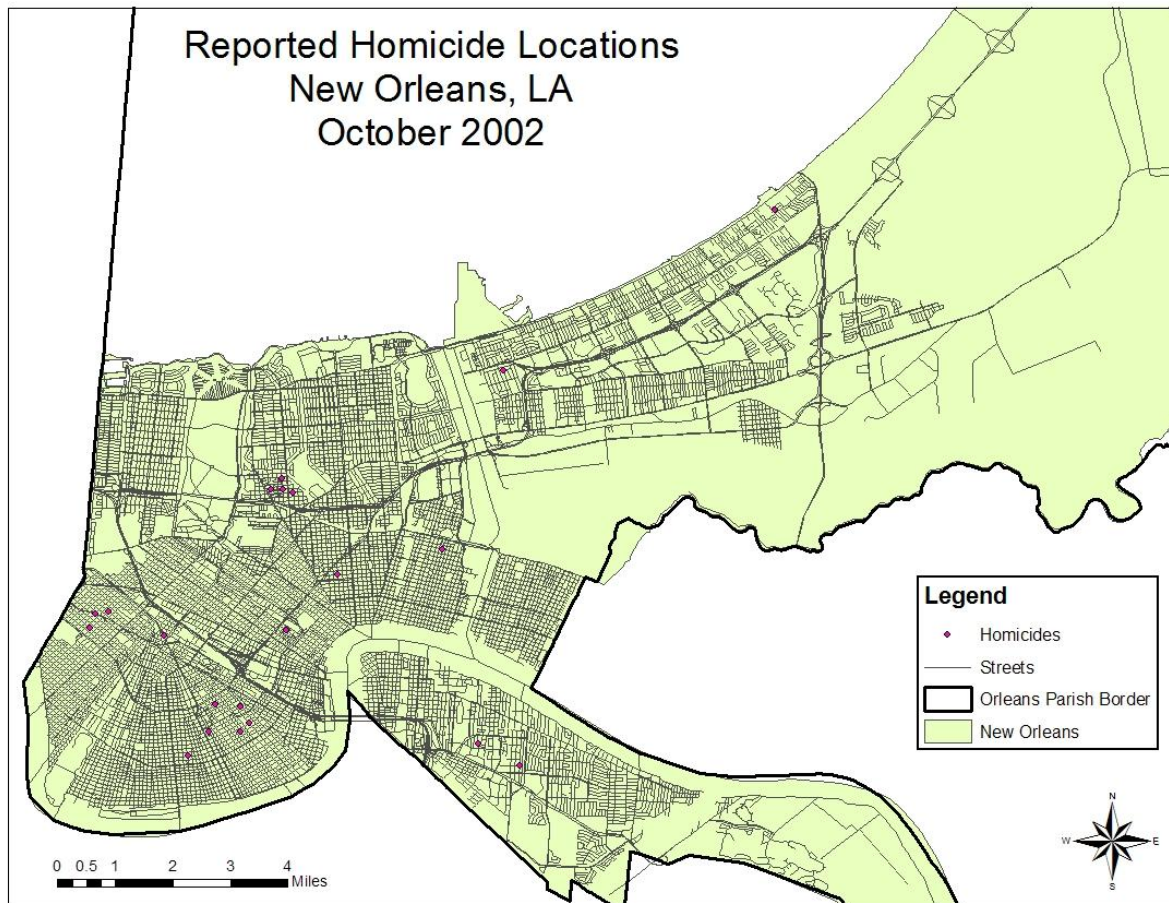 Reported Homicide Locations
New Orleans, LA
October 2002
Legend
Homicides
Streets
Orleans Parish Border
New Orleans
N
W E
S
0 0.5 1 2 3 4
Miles